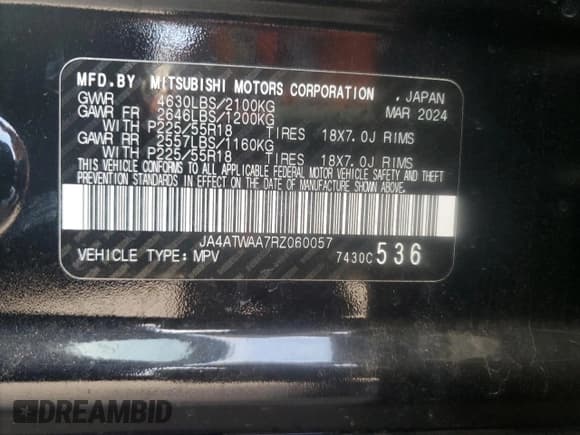 MFD.BY MITSUBISHI MOTORS CORPORATION , JAPAN
GVWR 4630LBS/2100KG MAR 2024
GAWR FR 2646LBS/1200KG
WITH P225/55R18 TIRES 18X7.0J RIMS
GAWR RR 2557LBS/1160KG
WITH P225/55R18 TIRES 18X7.0J RIMS
THIS VEHICLE CONFORMS TO ALL APPLICABLE FEDERAL MOTOR VEHICLE SAFETY AND THEFT
PREVENTION STANDARDS IN EFFECT ON THE DATE OF MANUFACTURE SHOWN ABOVE.
JA4ATWAA7RZ060057
VEHICLE TYPE: MPV 7430C 536
DREAMBID